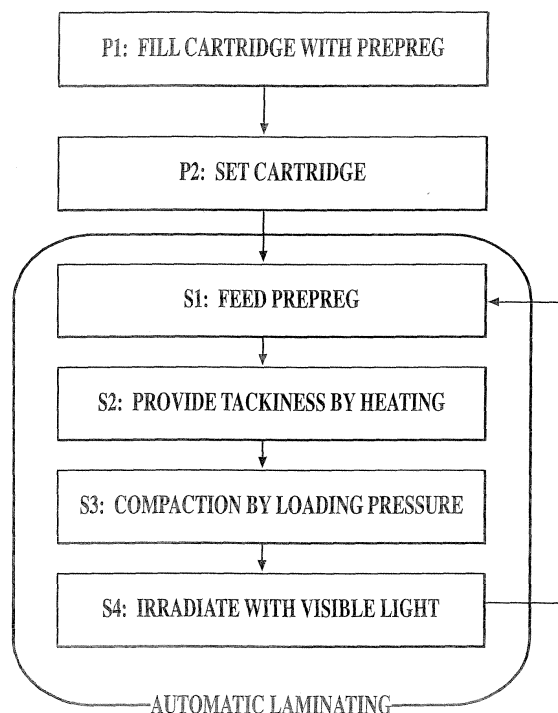 P1: FILL CARTRIDGE WITH PREPREG
P2: SET CARTRIDGE
S1: FEED PREPREG
S2: PROVIDE TACKINESS BY HEATING
S3: COMPACTION BY LOADING PRESSURE
S4: IRRADIATE WITH VISIBLE LIGHT
AUTOMATIC LAMINATING